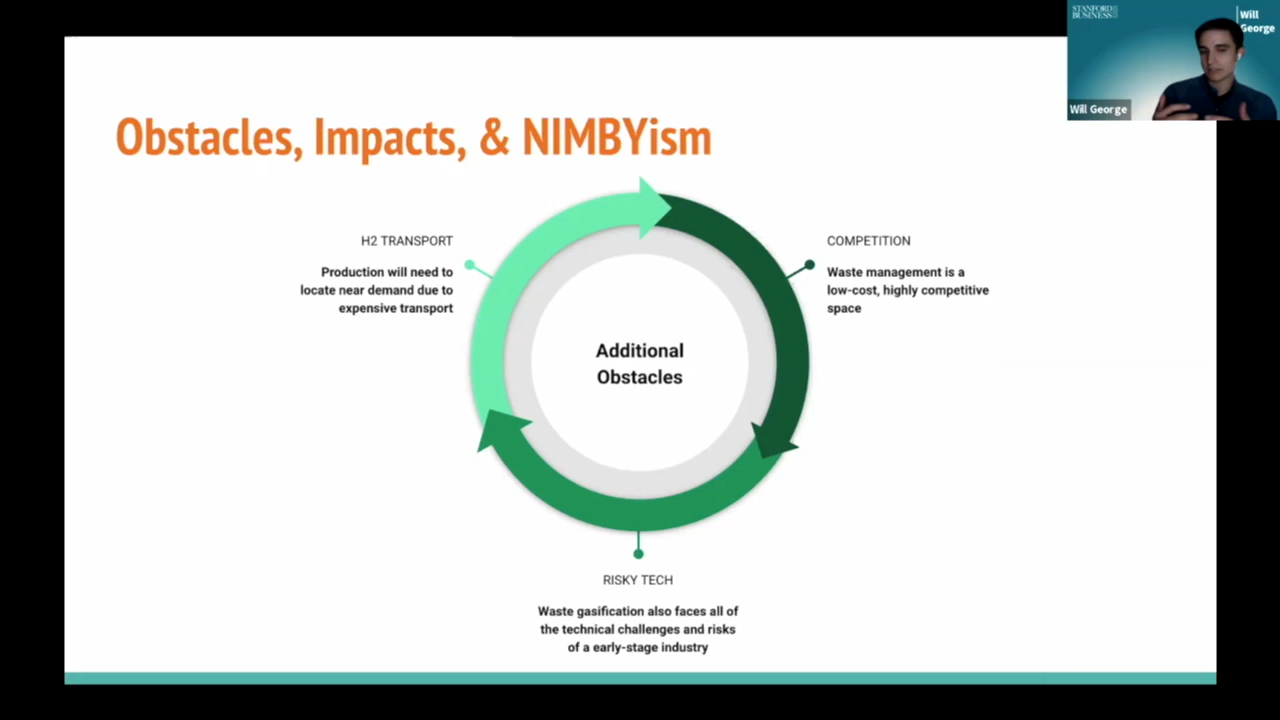 STANFORD
BUSINESS
Will
George
Will George
Obstacles, Impacts, & NIMBYism
H2 TRANSPORT
Production will need to
locate near demand due to
expensive transport
COMPETITION
Waste management is a
low-cost, highly competitive
space
Additional
Obstacles
RISKY TECH
Waste gasification also faces all of
the technical challenges and risks
of a early-stage industry